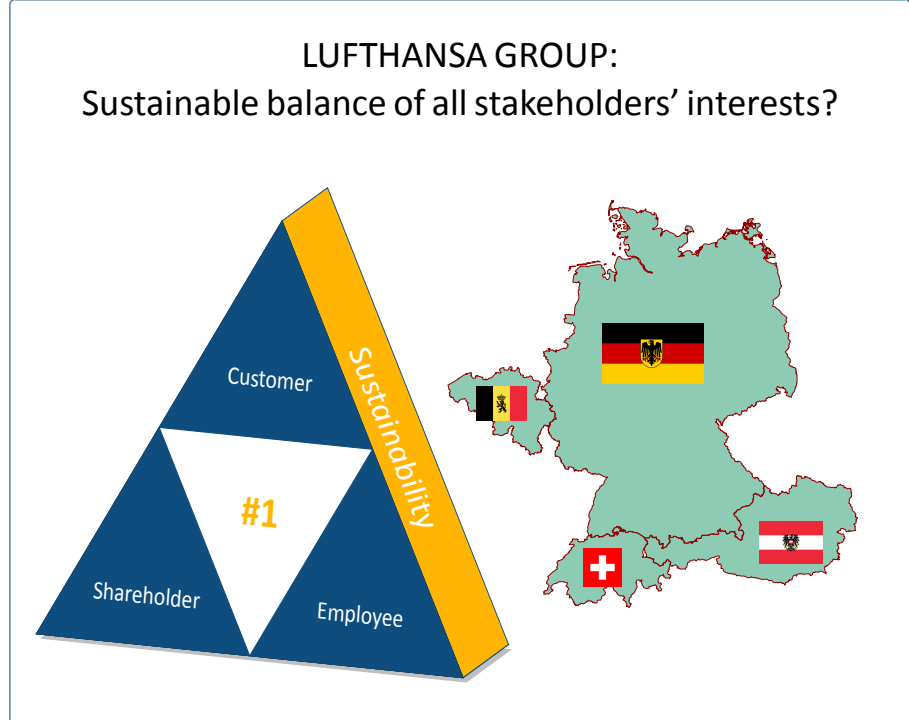 LUFTHANSA GROUP:
Sustainable balance of all stakeholders’ interests?
Customer
Sustainability
#1
Shareholder
Employee